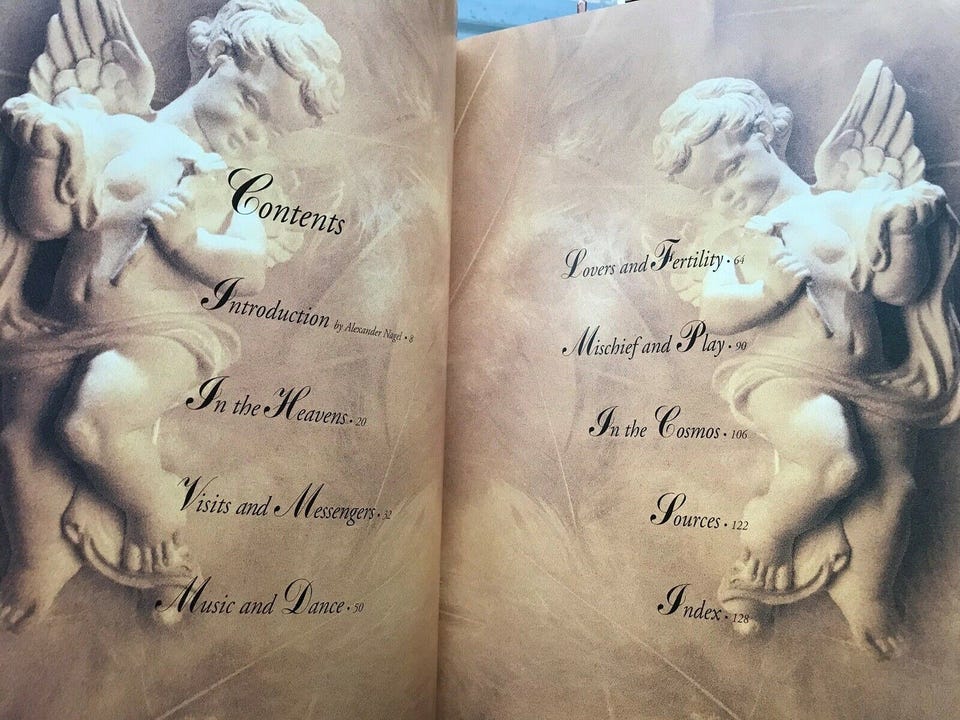 Contents
Introduction by Alexander Nagel • 8
In the Heavens • 20
Visits and Messengers • 32
Music and Dance • 50
Lovers and Fertility • 64
Mischief and Play • 90
In the Cosmos • 106
Sources • 122
Index • 128